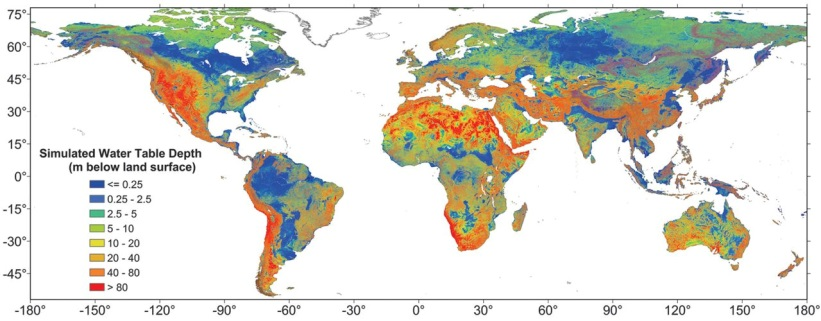 75°
60°
45°
30°
15°
0°
-15°
-30°
-45°
Simulated Water Table Depth
(m below land surface)
<= 0.25
0.25 - 2.5
2.5 - 5
5 - 10
10 - 20
20 - 40
40 - 80
> 80
-180° -150° -120° -90° -60° -30° 0° 30° 60° 90° 120° 150° 180°